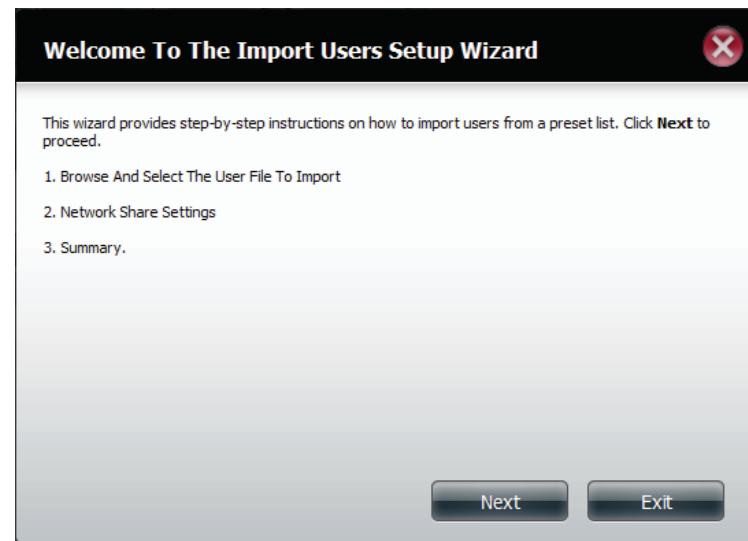 Welcome To The Import Users Setup Wizard
This wizard provides step-by-step instructions on how to import users from a preset list. Click Next to
proceed.
1. Browse And Select The User File To Import
2. Network Share Settings
3. Summary.
Next Exit